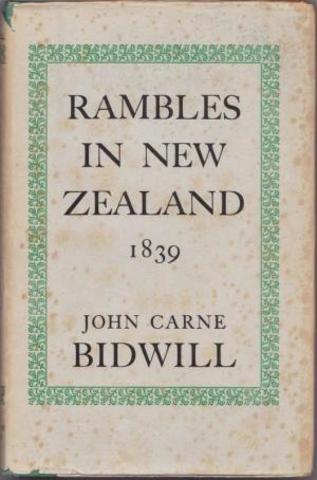 RAMBLES
IN NEW
ZEALAND
1839
JOHN CARNE
BIDWILL